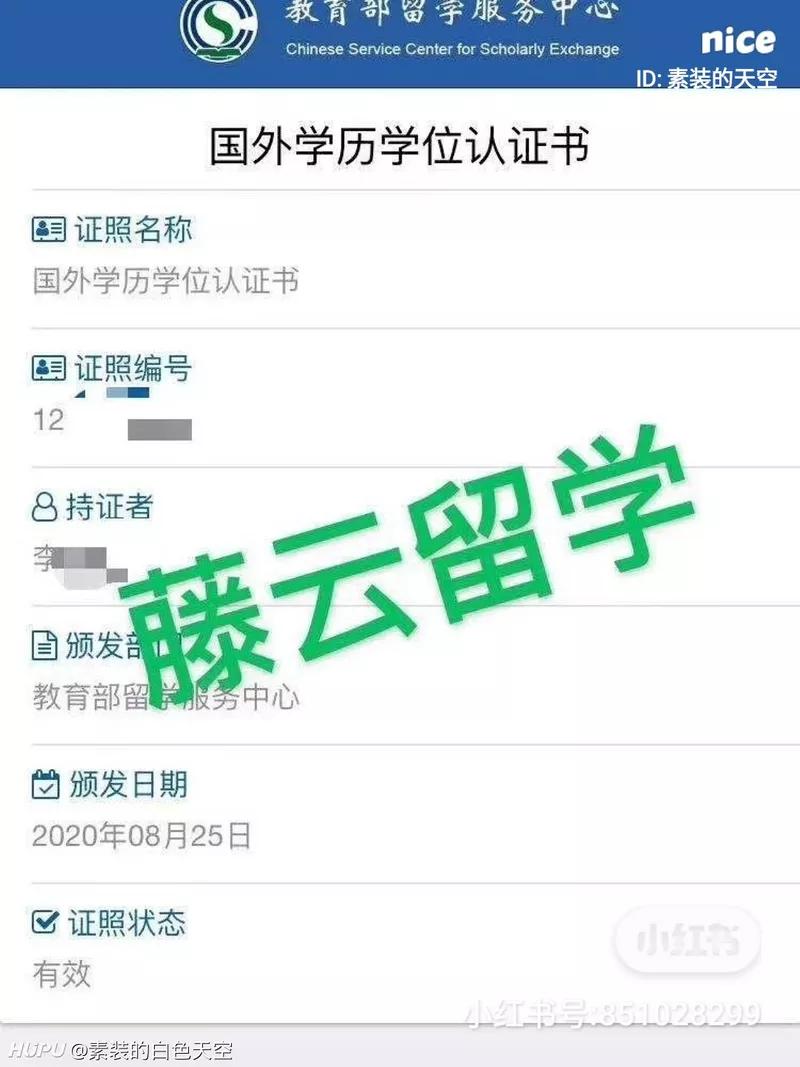 教育部留学服务中心
Chinese Service Center for Scholarly Exchange
nice
ID: 素装的天空
国外学历学位认证书
证照名称
国外学历学位认证书
证照编号
12
持证者
李
藤云留学
颁发部门
教育部留学服务中心
颁发日期
2020年08月25日
证照状态
有效
小红书
小红书号:851028299
HUPU @素装的白色天空